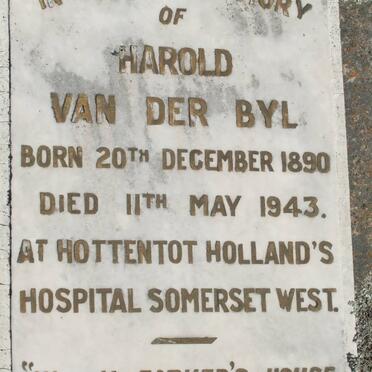 OF
HAROLD
VAN DER BYL
BORN 20TH DECEMBER 1890
DIED 11TH MAY 1943.
AT HOTTENTOT HOLLAND'S
HOSPITAL SOMERSET WEST.
HOUSE